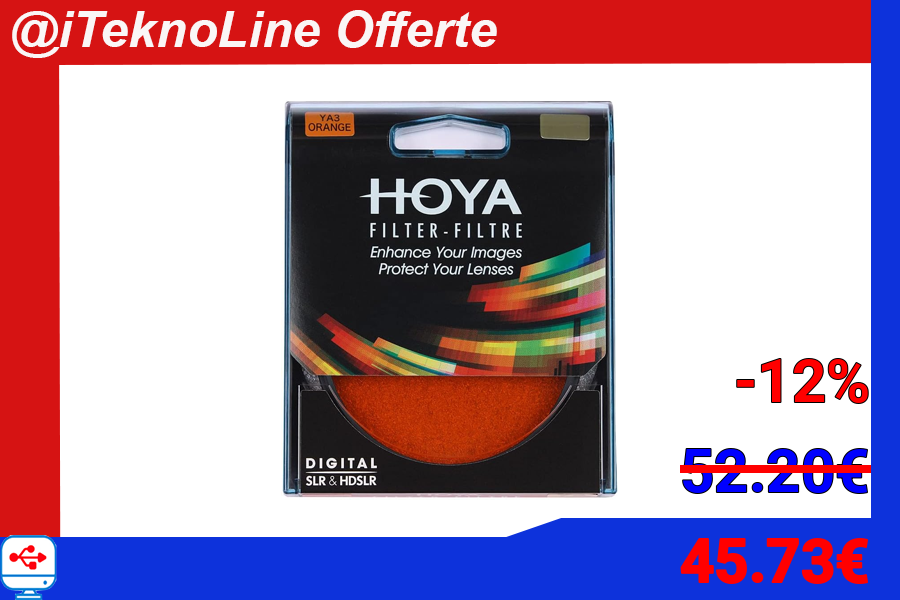 @iTeknoLine Offerte
YA3
ORANGE
HOYA
FILTER-FILTRE
Enhance Your Images
Protect Your Lenses
DIGITAL
SLR & HDSLR
-12%
52.20€
45.73€